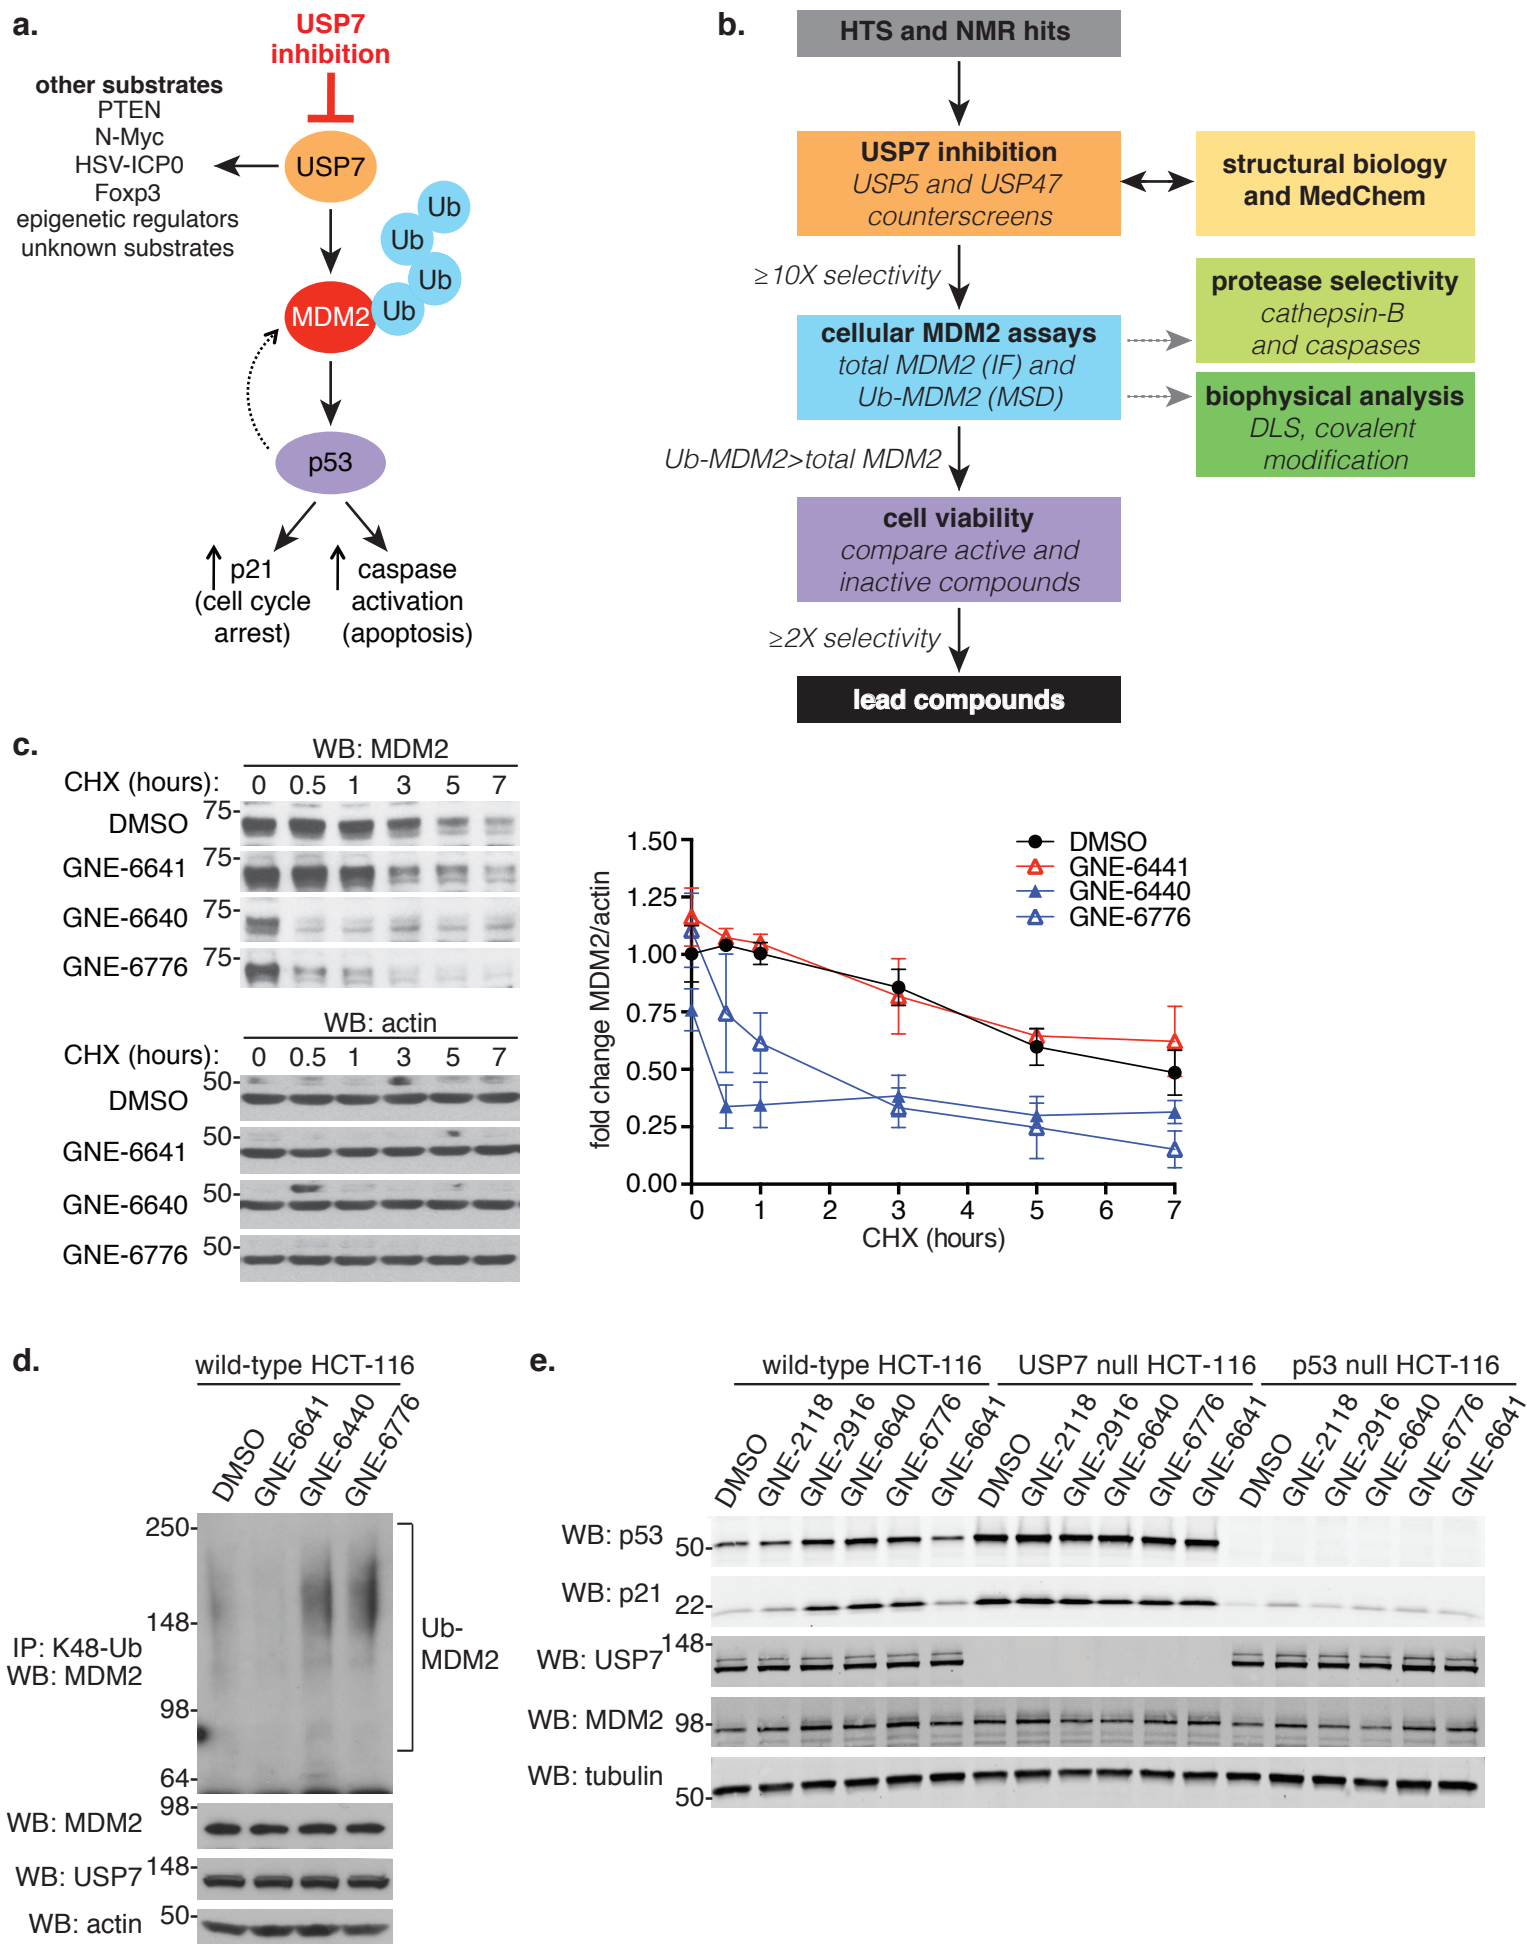 a.
USP7
inhibition
other substrates
PTEN
N-Myc
HSV-ICP0
Foxp3
epigenetic regulators
unknown substrates
USP7
Ub
Ub
Ub
Ub
MDM2
p53
p21
(cell cycle
arrest)
caspase
activation
(apoptosis)
b.
HTS and NMR hits
USP7 inhibition
USP5 and USP47
counterscreens
structural biology
and MedChem
≥10X selectivity
cellular MDM2 assays
total MDM2 (IF) and
Ub-MDM2 (MSD)
protease selectivity
cathepsin-B
and caspases
biophysical analysis
DLS, covalent
modification
Ub-MDM2>total MDM2
cell viability
compare active and
inactive compounds
≥2X selectivity
lead compounds
c.
WB: MDM2
CHX (hours): 0 0.5 1 3 5 7
DMSO 75-
GNE-6641 75-
GNE-6640 75-
GNE-6776 75-
WB: actin
CHX (hours): 0 0.5 1 3 5 7
DMSO 50-
GNE-6641 50-
GNE-6640 50-
GNE-6776 50-
fold change MDM2/actin
1.50
1.25
1.00
0.75
0.50
0.25
0.00
0 1 2 3 4 5 6 7
CHX (hours)
DMSO
GNE-6441
GNE-6440
GNE-6776
d.
wild-type HCT-116
DMSO
GNE-6641
GNE-6440
GNE-6776
250-
148-
98-
64-
IP: K48-Ub
WB: MDM2
Ub-
MDM2
98-
WB: MDM2
WB: USP7 148-
WB: actin 50-
e.
wild-type HCT-116 USP7 null HCT-116 p53 null HCT-116
DMSO
GNE-2118
GNE-2916
GNE-6640
GNE-6776
GNE-6641
DMSO
GNE-2118
GNE-2916
GNE-6640
GNE-6776
GNE-6641
DMSO
GNE-2118
GNE-2916
GNE-6640
GNE-6776
GNE-6641
WB: p53 50-
WB: p21 22-
WB: USP7 148-
WB: MDM2 98-
WB: tubulin 50-